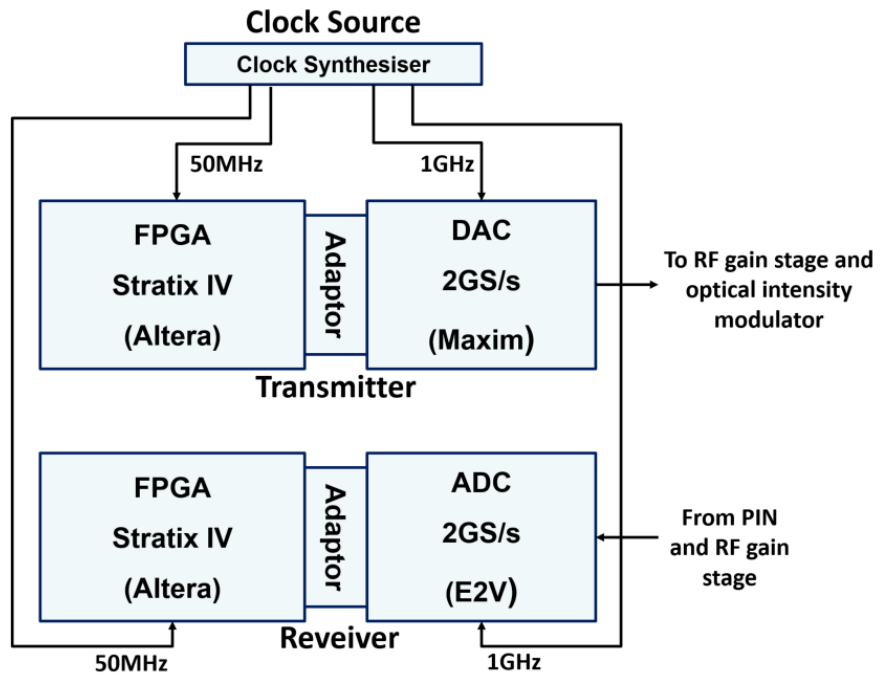 Clock Source
Clock Synthesiser
50MHz
1GHz
FPGA
Stratix IV
(Altera)
Adaptor
DAC
2GS/s
(Maxim)
To RF gain stage and
optical intensity
modulator
Transmitter
FPGA
Stratix IV
(Altera)
Adaptor
ADC
2GS/s
(E2V)
From PIN
and RF gain
stage
Reveiver
50MHz
1GHz